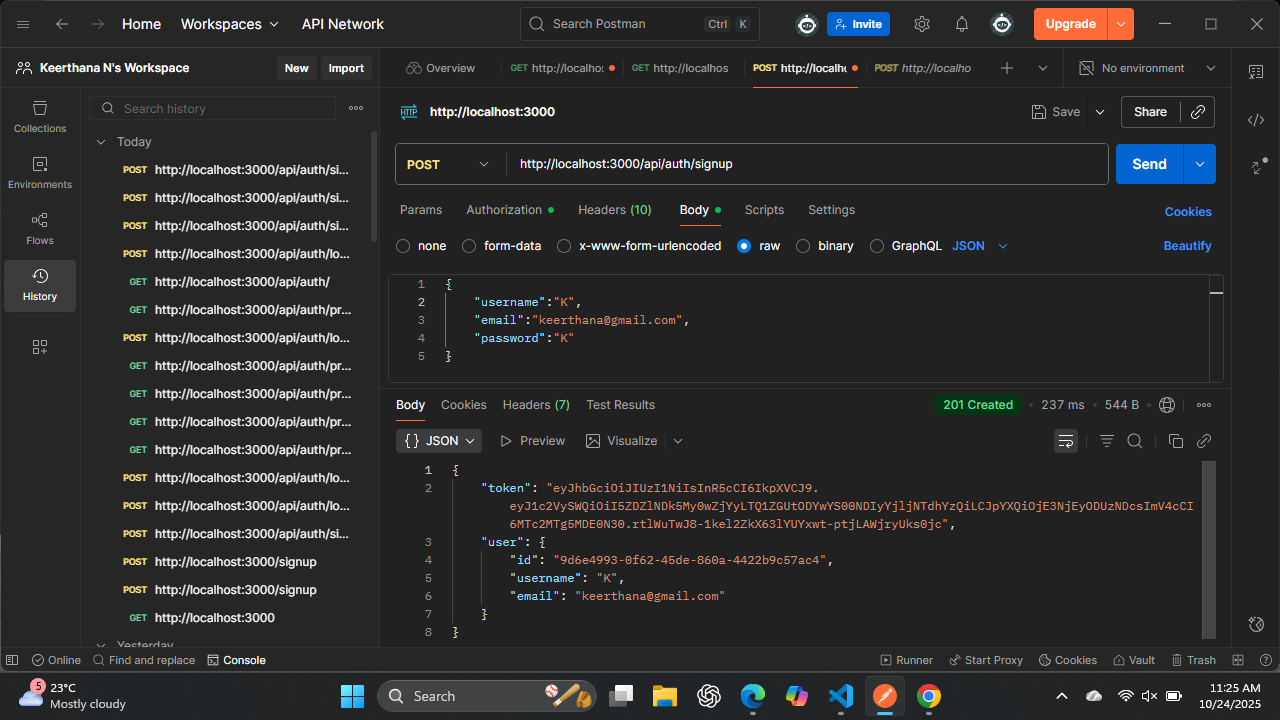 Home Workspaces API Network Search Postman Ctrl K Invite Upgrade
Keerthana N's Workspace New Import Overview GET http://localhos GET http://localhos POST http://localh POST http://localho No environment
Collections
Environments
Flows
History
Search history
Today
POST http://localhost:3000/api/auth/si...
POST http://localhost:3000/api/auth/si...
POST http://localhost:3000/api/auth/si...
POST http://localhost:3000/api/auth/lo...
GET http://localhost:3000/api/auth/
GET http://localhost:3000/api/auth/pr...
POST http://localhost:3000/api/auth/lo...
GET http://localhost:3000/api/auth/pr...
GET http://localhost:3000/api/auth/pr...
GET http://localhost:3000/api/auth/pr...
GET http://localhost:3000/api/auth/pr...
POST http://localhost:3000/api/auth/lo...
POST http://localhost:3000/api/auth/lo...
POST http://localhost:3000/api/auth/si...
POST http://localhost:3000/signup
POST http://localhost:3000/signup
GET http://localhost:3000
Yesterday
HTTP http://localhost:3000 Save Share
POST http://localhost:3000/api/auth/signup Send
Params Authorization Headers (10) Body Scripts Settings Cookies
none form-data x-www-form-urlencoded raw binary GraphQL JSON Beautify
1 {
2 "username":"K",
3 "email":"keerthana@gmail.com",
4 "password":"K"
5 }
Body Cookies Headers (7) Test Results 201 Created 237 ms 544 B
{} JSON Preview Visualize
1 {
2 "token": "eyJhbGciOiJIUzI1NiIsInR5cCI6IkpXVCJ9.
eyJ1c2VySWQiOiI5ZDZlNDk5My0wZjYyLTQ1ZGUtODYwYS00NDIyYjljNTdhYzQiLCJpYXQiOjE3NjEyODUzNDcsImV4cCI
6MTc2MTg5MDE0N30.rtlWuTwJ8-1kel2ZkX63lYUYxwt-ptjLAWjryUks0jc",
3 "user": {
4 "id": "9d6e4993-0f62-45de-860a-4422b9c57ac4",
5 "username": "K",
6 "email": "keerthana@gmail.com"
7 }
8 }
Online Find and replace Console Runner Start Proxy Cookies Vault Trash
5 23°C
Mostly cloudy
Search
11:25 AM
10/24/2025